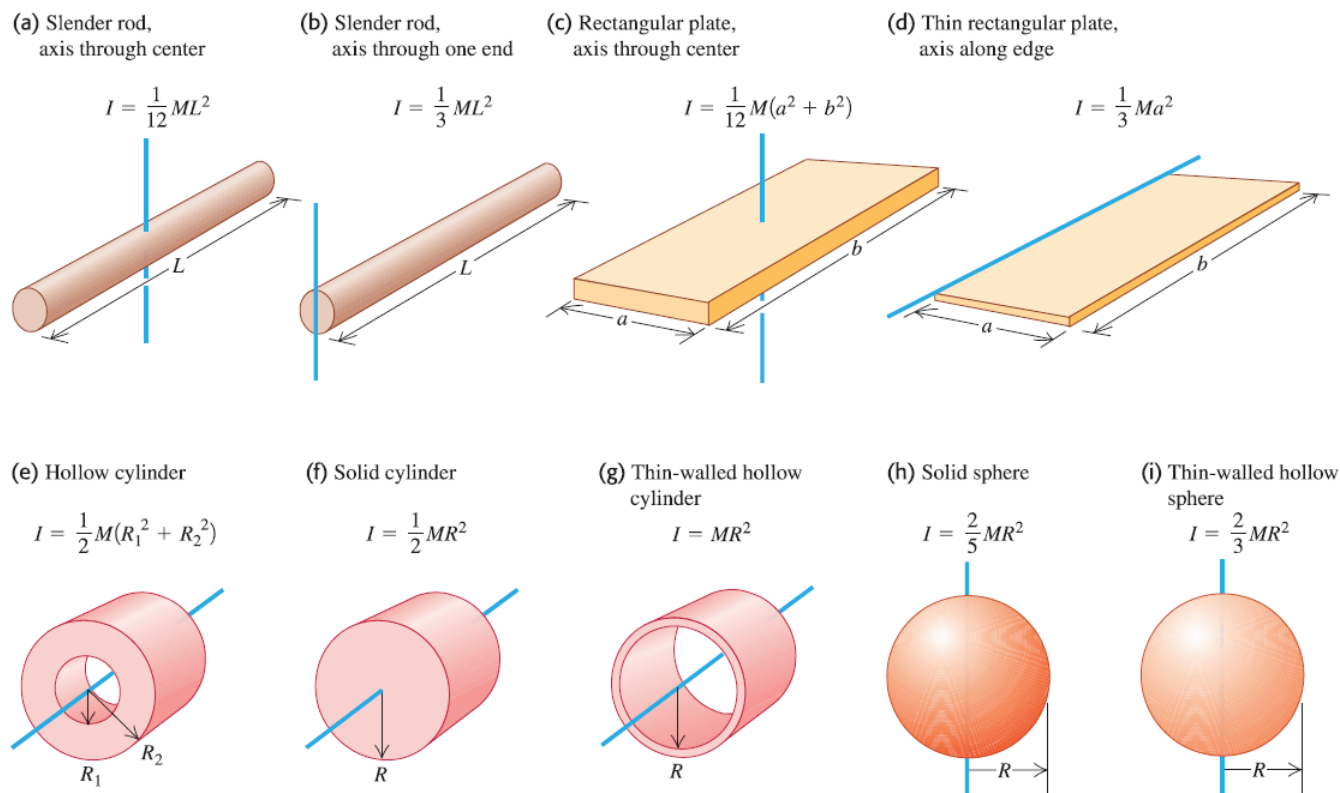 (a) Slender rod,
axis through center
I = 1/12 ML²
L
(b) Slender rod,
axis through one end
I = 1/3 ML²
L
(c) Rectangular plate,
axis through center
I = 1/12 M(a² + b²)
b
a
(d) Thin rectangular plate,
axis along edge
I = 1/3 Ma²
b
a
(e) Hollow cylinder
I = 1/2 M(R₁² + R₂²)
R₂
R₁
(f) Solid cylinder
I = 1/2 MR²
R
(g) Thin-walled hollow
cylinder
I = MR²
R
(h) Solid sphere
I = 2/5 MR²
R
(i) Thin-walled hollow
sphere
I = 2/3 MR²
R